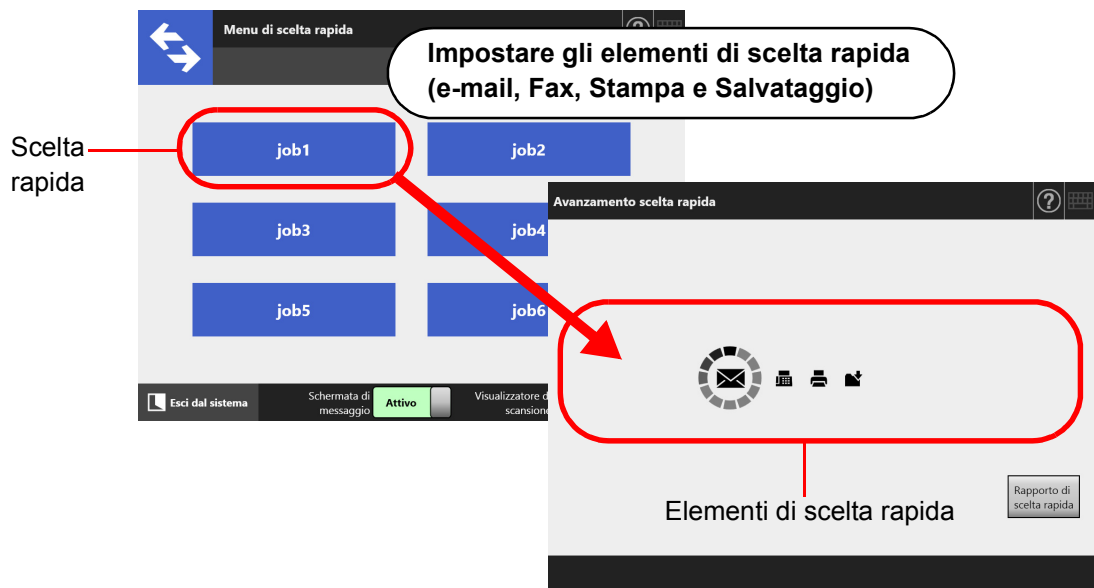 Menu di scelta rapida
Impostare gli elementi di scelta rapida
(e-mail, Fax, Stampa e Salvataggio)
Scelta
rapida
job1
job2
job3
job4
job5
job6
Esci dal sistema
Schermata di
messaggio
Attivo
Visualizzatore d
scansione
Avanzamento scelta rapida
?
Elementi di scelta rapida
Rapporto di
scelta rapida